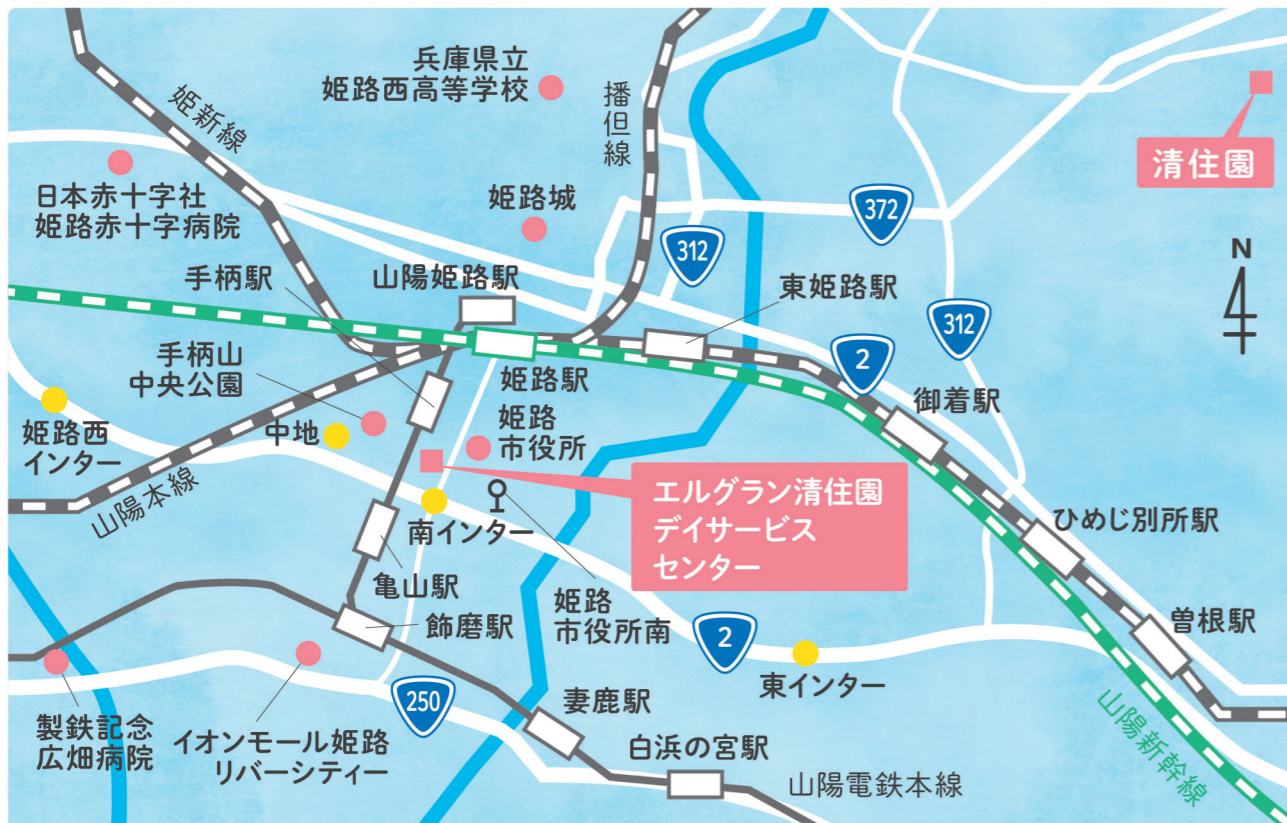 兵庫県立
姫路西高等学校
播但線
姫新線
清住園
日本赤十字社
姫路赤十字病院
姫路城
372
312
N
手柄駅
山陽姫路駅
東姫路駅
312
2
手柄山
中央公園
姫路駅
御着駅
姫路西
インター
中地
姫路
市役所
山陽本線
エルグラン清住園
デイサービス
センター
南インター
ひめじ別所駅
亀山駅
姫路
市役所南
飾磨駅
曽根駅
2
東インター
250
製鉄記念
広畑病院
イオンモール姫路
リバーシティー
妻鹿駅
白浜の宮駅
山陽電鉄本線
山陽新幹線